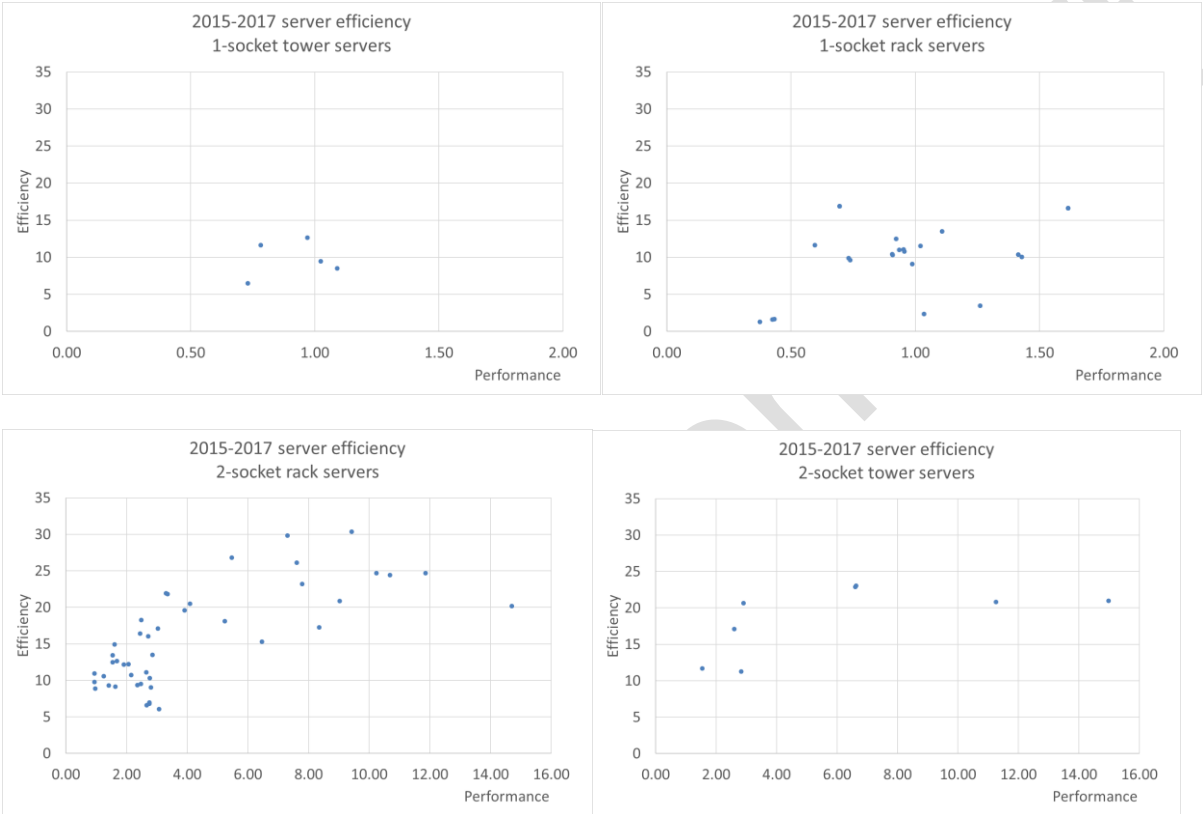 2015-2017 server efficiency
1-socket tower servers
35
30
25
20
15
10
5
0
Efficiency
0.00 0.50 1.00 1.50 2.00
Performance
2015-2017 server efficiency
1-socket rack servers
35
30
25
20
15
10
5
0
Efficiency
0.00 0.50 1.00 1.50 2.00
Performance
2015-2017 server efficiency
2-socket rack servers
35
30
25
20
15
10
5
0
Efficiency
0.00 2.00 4.00 6.00 8.00 10.00 12.00 14.00 16.00
Performance
2015-2017 server efficiency
2-socket tower servers
35
30
25
20
15
10
5
0
Efficiency
0.00 2.00 4.00 6.00 8.00 10.00 12.00 14.00 16.00
Performance